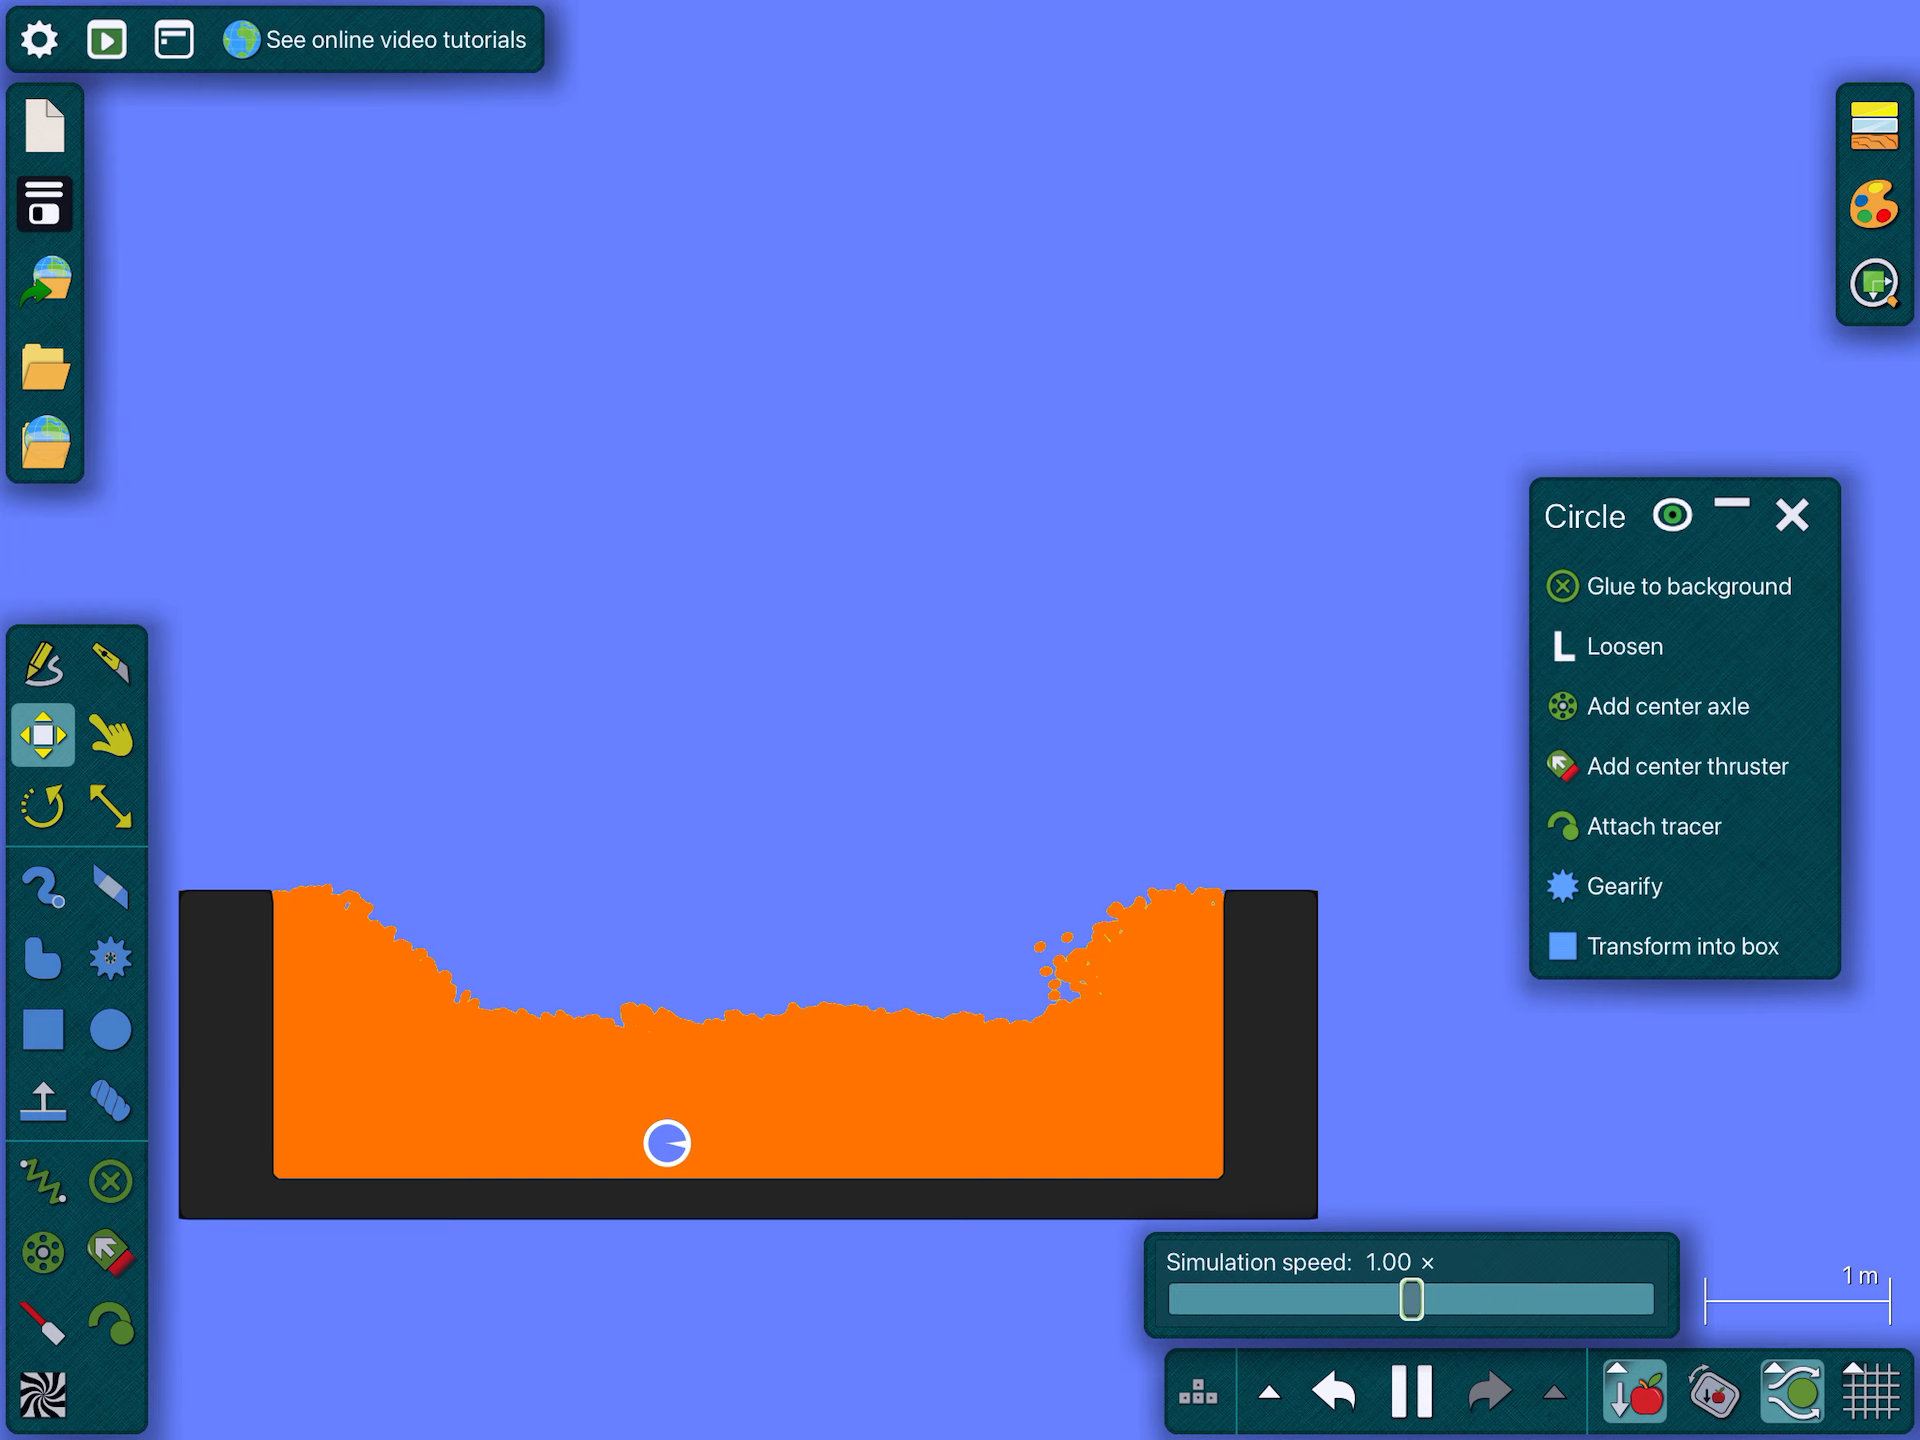 See online video tutorials
Circle
Glue to background
L Loosen
Add center axle
Add center thruster
Attach tracer
Gearify
Transform into box
Simulation speed: 1.00 ×
1 m